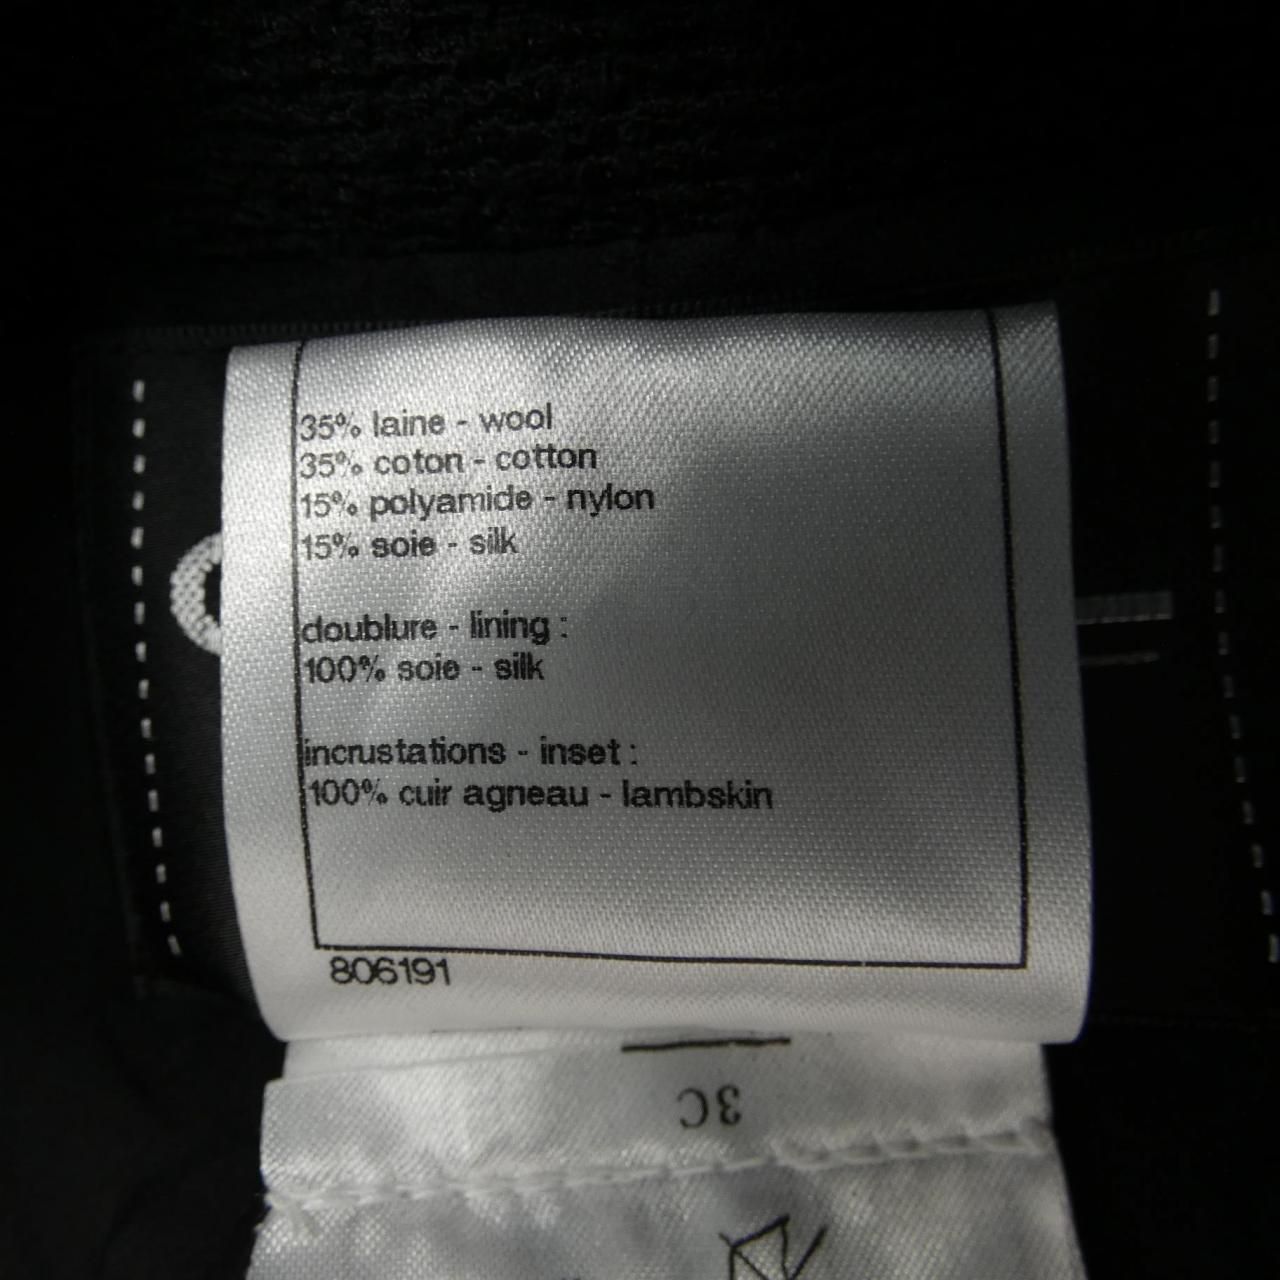 35% laine - wool
35% coton - cotton
15% polyamide - nylon
15% soie - silk
doublure - lining :
100% soie - silk
incrustations - inset :
100% cuir agneau - lambskin
806191
3C